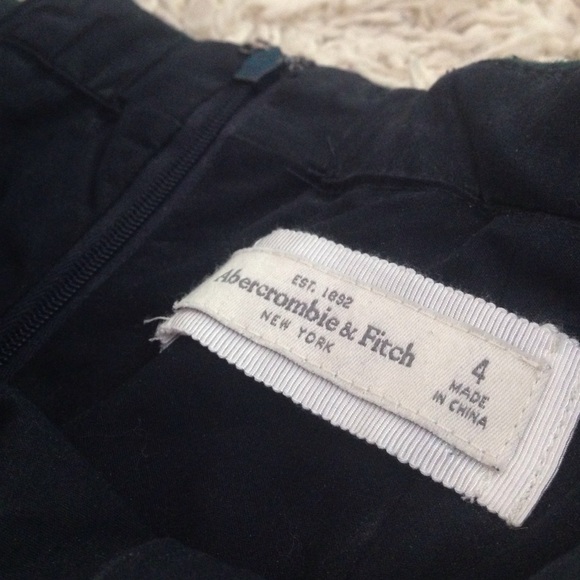 EST. 1892
Abercrombie & Fitch
NEW YORK
4
MADE
IN CHINA